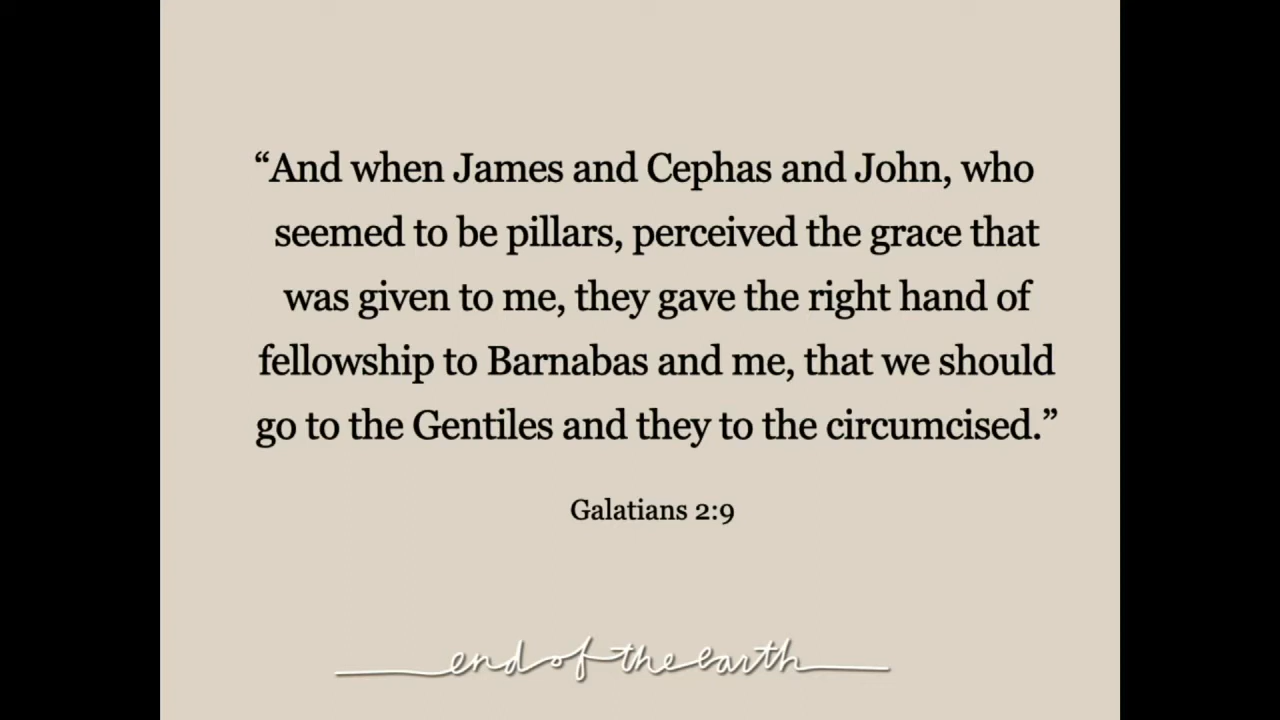 “And when James and Cephas and John, who
seemed to be pillars, perceived the grace that
was given to me, they gave the right hand of
fellowship to Barnabas and me, that we should
go to the Gentiles and they to the circumcised.”
Galatians 2:9
end of the earth